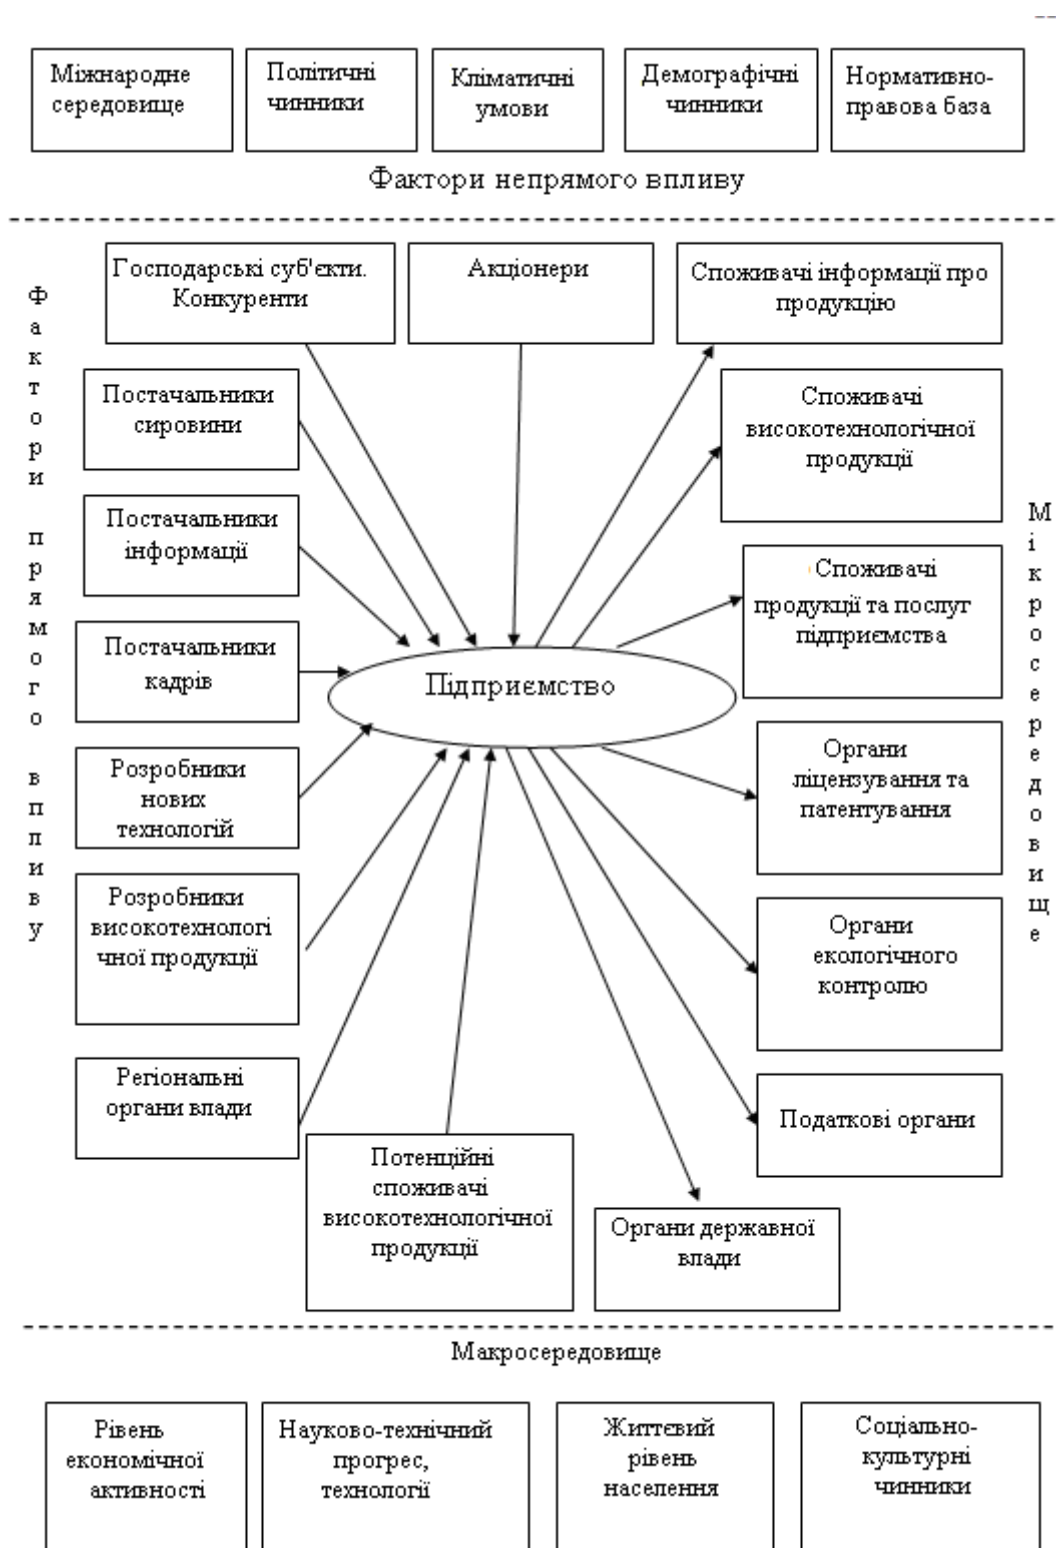 Міжнародне
середовище
Політичні
чинники
Кліматичні
умови
Демографічні
чинники
Нормативно-
правова база
Фактори непрямого впливу
Фактори прямого впливу
Господарські суб'єкти.
Конкуренти
Акціонери
Споживачі інформації про
продукцію
Постачальники
сировини
Споживачі
високотехнологічної
продукції
Постачальники
інформації
Споживачі
продукції та послуг
підприємства
Мікросередовище
Постачальники
кадрів
Підприємство
Розробники
нових
технологій
Органи
ліцензування та
патентування
Розробники
високотехнологі
чної продукції
Органи
екологічного
контролю
Регіональні
органи влади
Податкові органи
Потенційні
споживачі
високотехнологічної
продукції
Органи державної
влади
Макросередовище
Рівень
економічної
активності
Науково-технічний
прогрес,
технології
Життєвий
рівень
населення
Соціально-
культурні
чинники